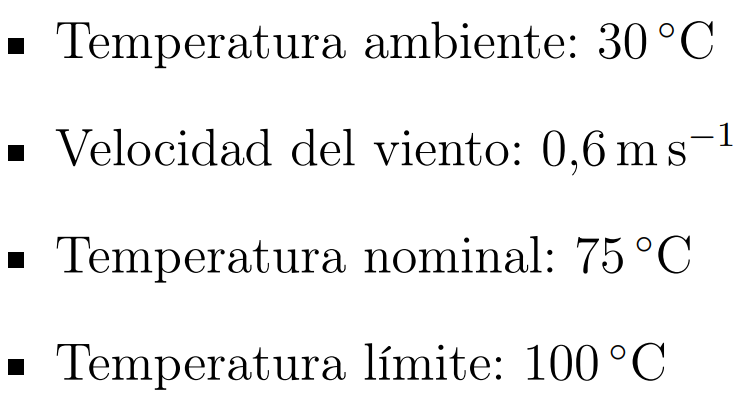 ▪ Temperatura ambiente: 30 °C
▪ Velocidad del viento: 0,6 m s⁻¹
▪ Temperatura nominal: 75 °C
▪ Temperatura límite: 100 °C